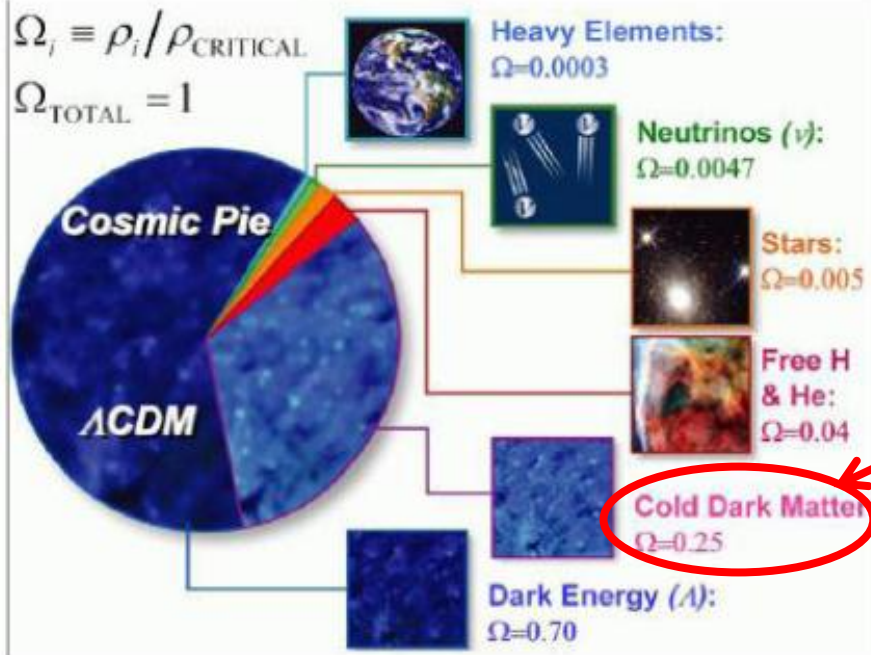 Ωᵢ ≡ ρᵢ/ρCRITICAL
ΩTOTAL = 1
Heavy Elements:
Ω=0.0003
Neutrinos (ν):
Ω=0.0047
Cosmic Pie
Stars:
Ω=0.005
Free H
& He:
Ω=0.04
ΛCDM
Cold Dark Matter
Ω=0.25
Dark Energy (Λ):
Ω=0.70